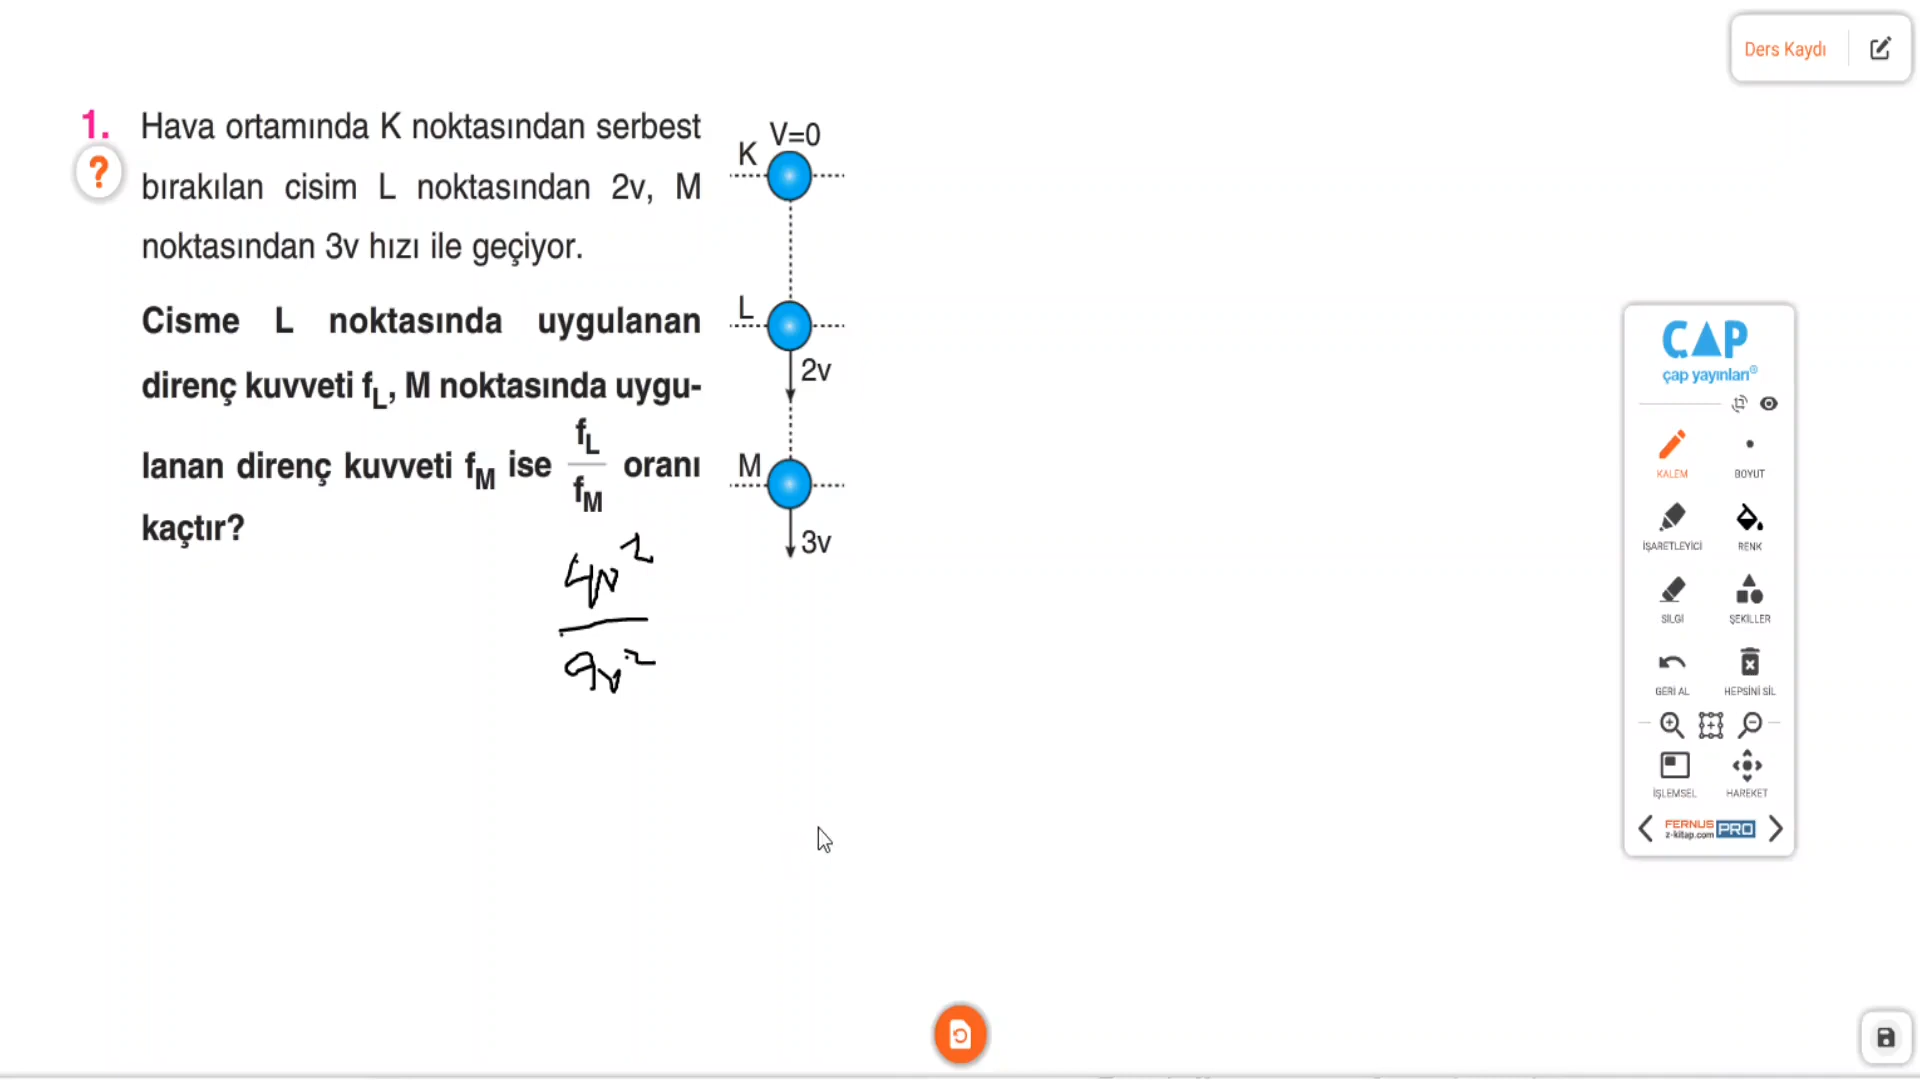 Ders Kaydı
1. Hava ortamında K noktasından serbest
bırakılan cisim L noktasından 2v, M
noktasından 3v hızı ile geçiyor.
Cisme L noktasında uygulanan
direnç kuvveti fL, M noktasında uygu-
lanan direnç kuvveti fM ise fL/fM oranı
kaçtır?
?
V=0
K
L
2v
M
3v
4v²
9v²
ÇAP
çap yayınları®
KALEM
BOYUT
İŞARETLEYİCİ
RENK
SİLGİ
ŞEKİLLER
GERİ AL
HEPSİNİ SİL
İŞLEMSEL
HAREKET
FERNUS
z-kitap.com
PRO